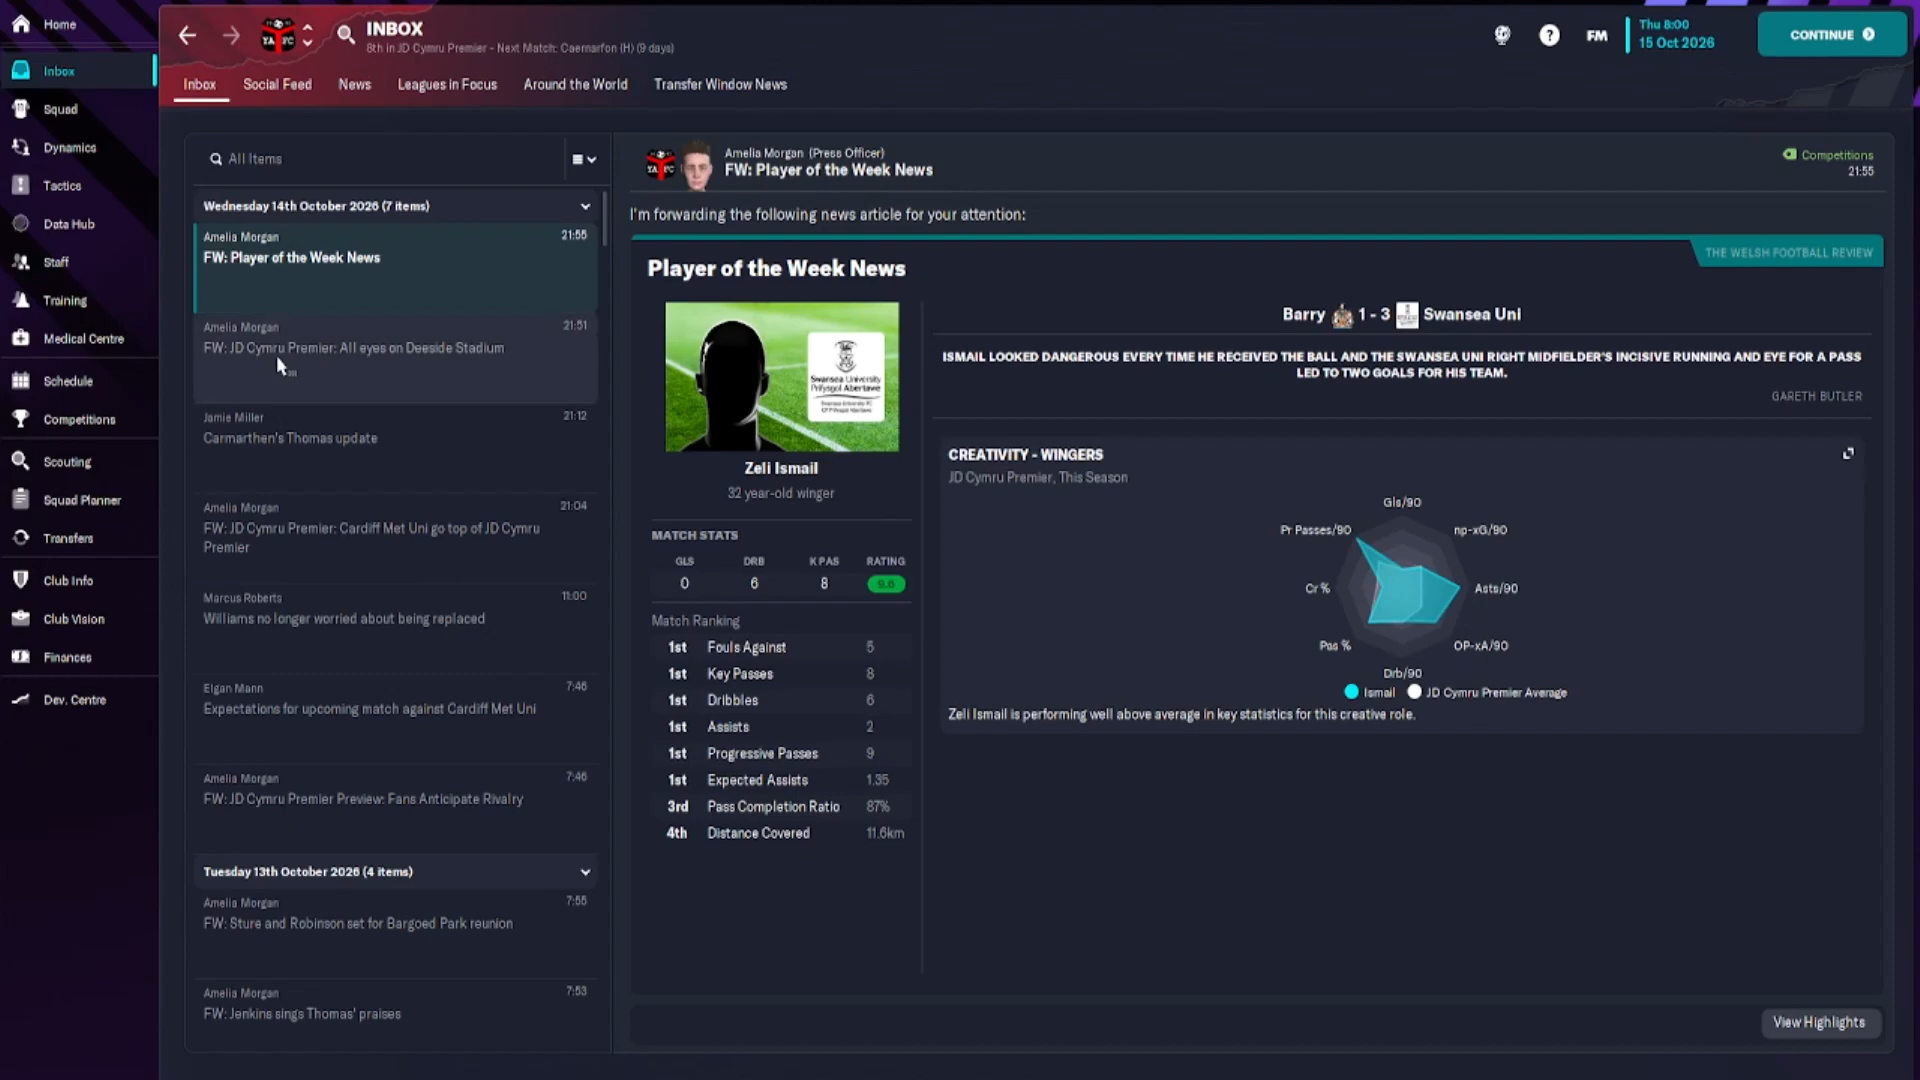 Home
Inbox
Squad
Dynamics
Tactics
Data Hub
Staff
Training
Medical Centre
Schedule
Competitions
Scouting
Squad Planner
Transfers
Club Info
Club Vision
Finances
Dev. Centre
YA FC
INBOX
8th in JD Cymru Premier - Next Match: Caernarfon (H) (9 days)
?
FM
Thu 8:00
15 Oct 2026
CONTINUE
Inbox
Social Feed
News
Leagues in Focus
Around the World
Transfer Window News
All Items
Wednesday 14th October 2026 (7 items)
Amelia Morgan
21:55
FW: Player of the Week News
Amelia Morgan
21:51
FW: JD Cymru Premier: All eyes on Deeside Stadium
Jamie Miller
21:12
Carmarthen's Thomas update
Amelia Morgan
21:04
FW: JD Cymru Premier: Cardiff Met Uni go top of JD Cymru
Premier
Marcus Roberts
11:00
Williams no longer worried about being replaced
Elgan Mann
7:46
Expectations for upcoming match against Cardiff Met Uni
Amelia Morgan
7:46
FW: JD Cymru Premier Preview: Fans Anticipate Rivalry
Tuesday 13th October 2026 (4 items)
Amelia Morgan
7:55
FW: Sture and Robinson set for Bargoed Park reunion
Amelia Morgan
7:53
FW: Jenkins sings Thomas' praises
YA FC
Amelia Morgan (Press Officer)
FW: Player of the Week News
Competitions
21:55
I'm forwarding the following news article for your attention:
THE WELSH FOOTBALL REVIEW
Player of the Week News
Swansea University
Prifysgol Abertawe
Zeli Ismail
32 year-old winger
MATCH STATS
GLS DRB K PAS RATING
0 6 8 9.6
Match Ranking
1st Fouls Against 5
1st Key Passes 8
1st Dribbles 6
1st Assists 2
1st Progressive Passes 9
1st Expected Assists 1.35
3rd Pass Completion Ratio 87%
4th Distance Covered 11.6km
Barry 1 - 3 Swansea Uni
ISMAIL LOOKED DANGEROUS EVERY TIME HE RECEIVED THE BALL AND THE SWANSEA UNI RIGHT MIDFIELDER'S INCISIVE RUNNING AND EYE FOR A PASS
LED TO TWO GOALS FOR HIS TEAM.
GARETH BUTLER
CREATIVITY - WINGERS
JD Cymru Premier, This Season
Gls/90
Pr Passes/90
np-xG/90
Cr %
Asts/90
Pas %
OP-xA/90
Drb/90
Ismail
JD Cymru Premier Average
Zeli Ismail is performing well above average in key statistics for this creative role.
View Highlights